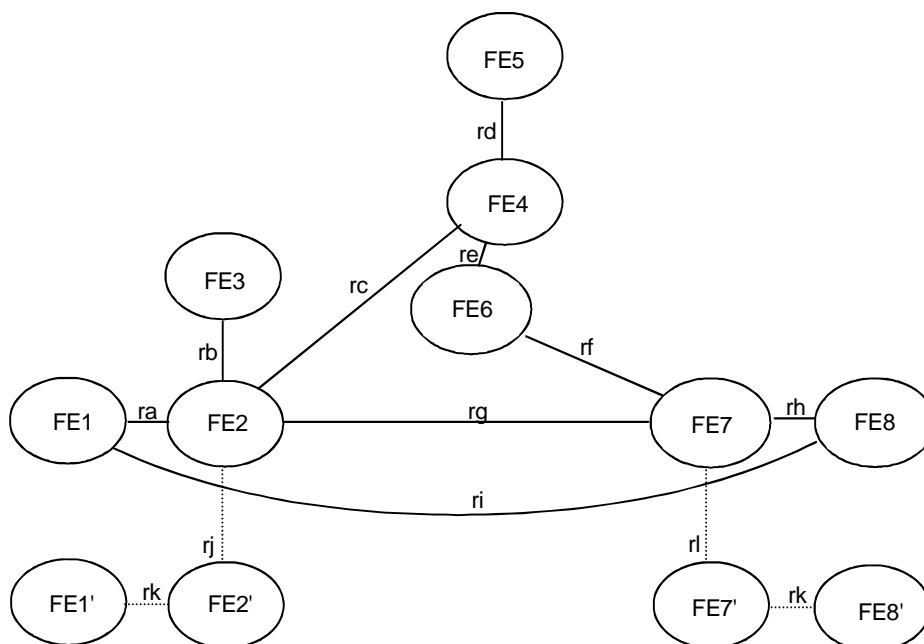 FE5
rd
FE4
re
rc
FE3
FE6
rb
rf
FE1
ra
FE2
rg
FE7
rh
FE8
ri
rj
rl
FE1'
rk
FE2'
FE7'
rk
FE8'